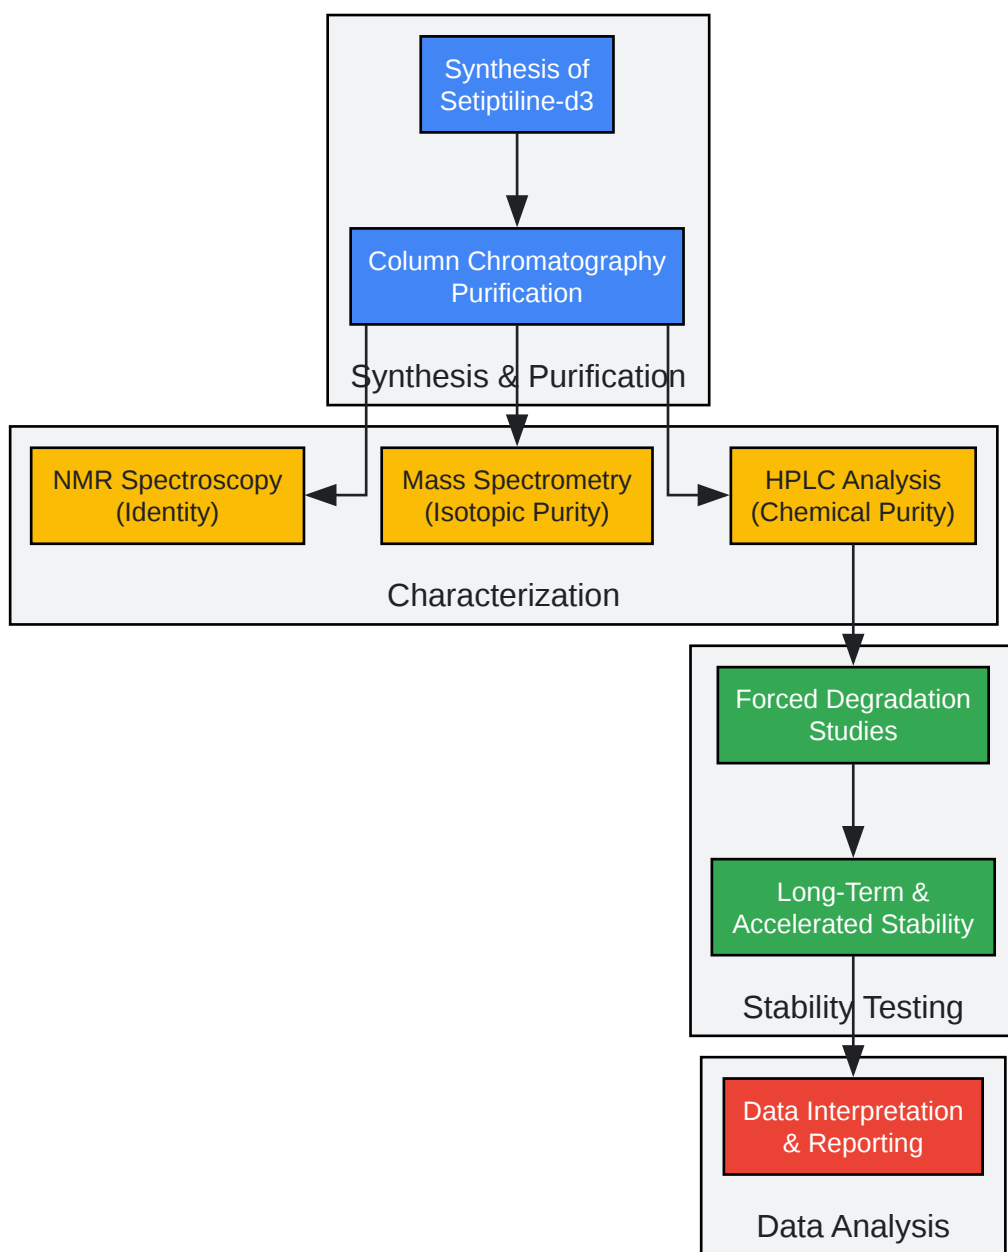 Synthesis of
Setiptiline-d3
Column Chromatography
Purification
Synthesis & Purification
NMR Spectroscopy
(Identity)
Mass Spectrometry
(Isotopic Purity)
HPLC Analysis
(Chemical Purity)
Characterization
Forced Degradation
Studies
Long-Term &
Accelerated Stability
Stability Testing
Data Interpretation
& Reporting
Data Analysis